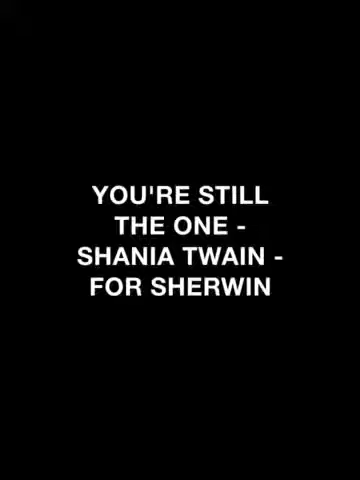 YOU'RE STILL
THE ONE -
SHANIA TWAIN -
FOR SHERWIN